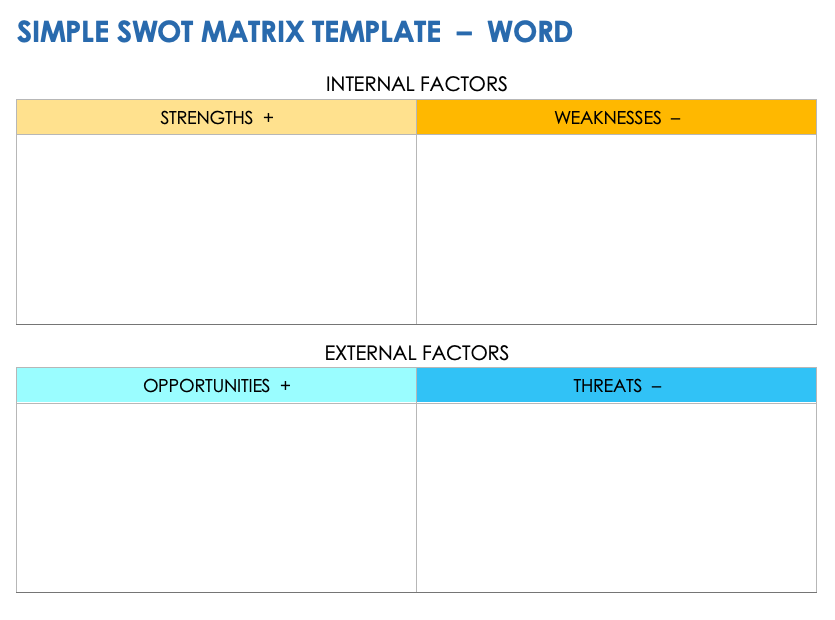 SIMPLE SWOT MATRIX TEMPLATE – WORD
INTERNAL FACTORS
STRENGTHS +
WEAKNESSES –
EXTERNAL FACTORS
OPPORTUNITIES +
THREATS –